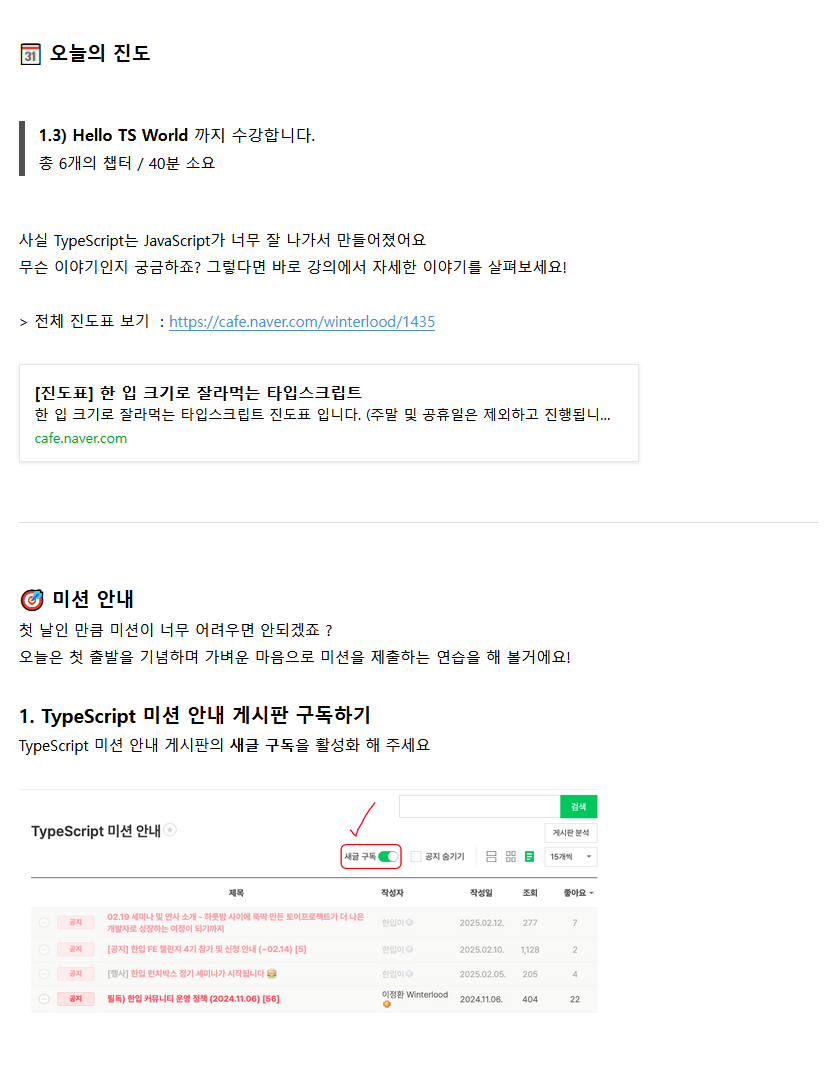 31 오늘의 진도
1.3) Hello TS World 까지 수강합니다.
총 6개의 챕터 / 40분 소요
사실 TypeScript는 JavaScript가 너무 잘 나가서 만들어졌어요
무슨 이야기인지 궁금하죠? 그렇다면 바로 강의에서 자세한 이야기를 살펴보세요!
> 전체 진도표 보기 : https://cafe.naver.com/winterlood/1435
[진도표] 한 입 크기로 잘라먹는 타입스크립트
한 입 크기로 잘라먹는 타입스크립트 진도표 입니다. (주말 및 공휴일은 제외하고 진행됩니...
cafe.naver.com
미션 안내
첫 날인 만큼 미션이 너무 어려우면 안되겠죠 ?
오늘은 첫 출발을 기념하며 가벼운 마음으로 미션을 제출하는 연습을 해 볼거에요!
1. TypeScript 미션 안내 게시판 구독하기
TypeScript 미션 안내 게시판의 새글 구독을 활성화 해 주세요
검색
TypeScript 미션 안내
게시판 분석
새글 구독 공지 숨기기 15개씩
제목 작성자 작성일 조회 좋아요
공지 02.19 세미나 및 연사 소개 - 하룻밤 사이에 뚝딱 만든 토이프로젝트가 더 나은 개발자로 성장하는 여정이 되기까지 한입이 2025.02.12. 277 7
공지 [공지] 한입 FE 챌린지 4기 참가 및 신청 안내 (~02.14) [5] 한입이 2025.02.10. 1,128 2
공지 [행사] 한입 런치박스 정기 세미나가 시작됩니다 한입이 2025.02.05. 205 4
공지 필독) 한입 커뮤니티 운영 정책 (2024.11.06) [56] 이정환 Winterlood 2024.11.06. 404 22